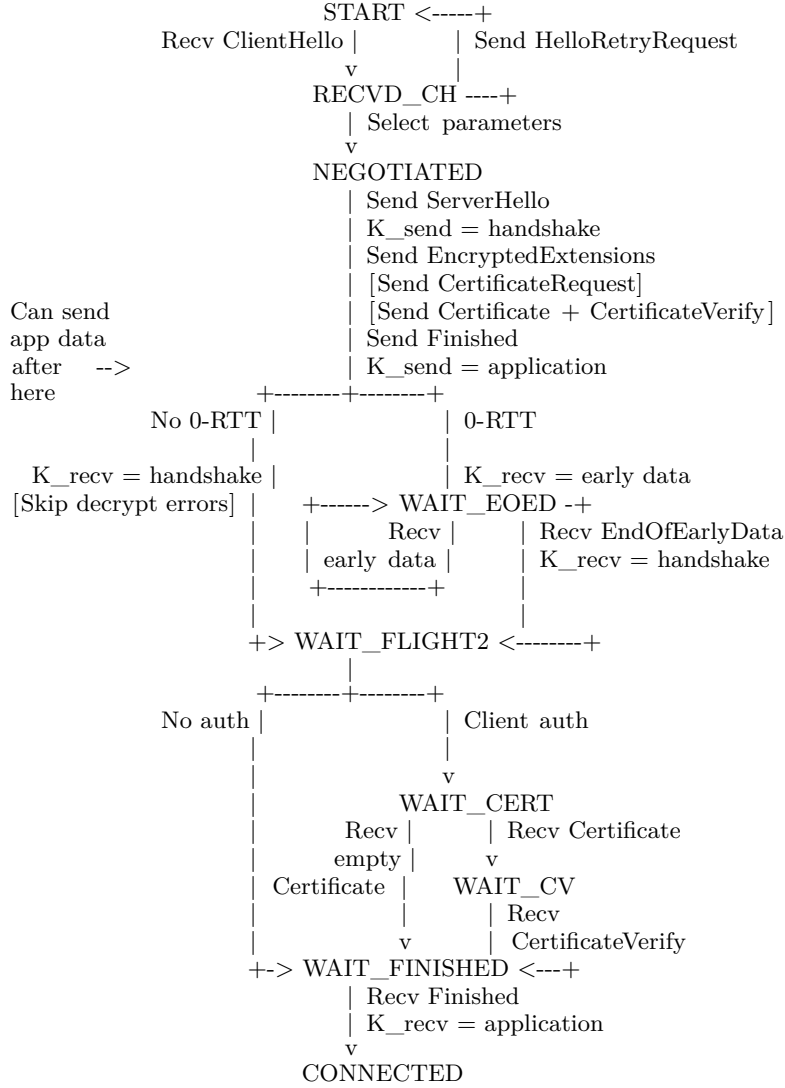 START <-----+
Recv ClientHello | | Send HelloRetryRequest
v |
RECVD_CH ----+
| Select parameters
v
NEGOTIATED
| Send ServerHello
| K_send = handshake
| Send EncryptedExtensions
| [Send CertificateRequest]
Can send | [Send Certificate + CertificateVerify]
app data | Send Finished
after --> | K_send = application
here +--------+--------+
No 0-RTT | | 0-RTT
| |
K_recv = handshake | | K_recv = early data
[Skip decrypt errors] | +------> WAIT_EOED -+
| | Recv | | Recv EndOfEarlyData
| | early data | | K_recv = handshake
| +------------+ |
| |
+> WAIT_FLIGHT2 <--------+
|
+--------+--------+
No auth | | Client auth
| |
| v
| WAIT_CERT
| Recv | | Recv Certificate
| empty | v
| Certificate | WAIT_CV
| | | Recv
| v | CertificateVerify
+-> WAIT_FINISHED <---+
| Recv Finished
| K_recv = application
v
CONNECTED